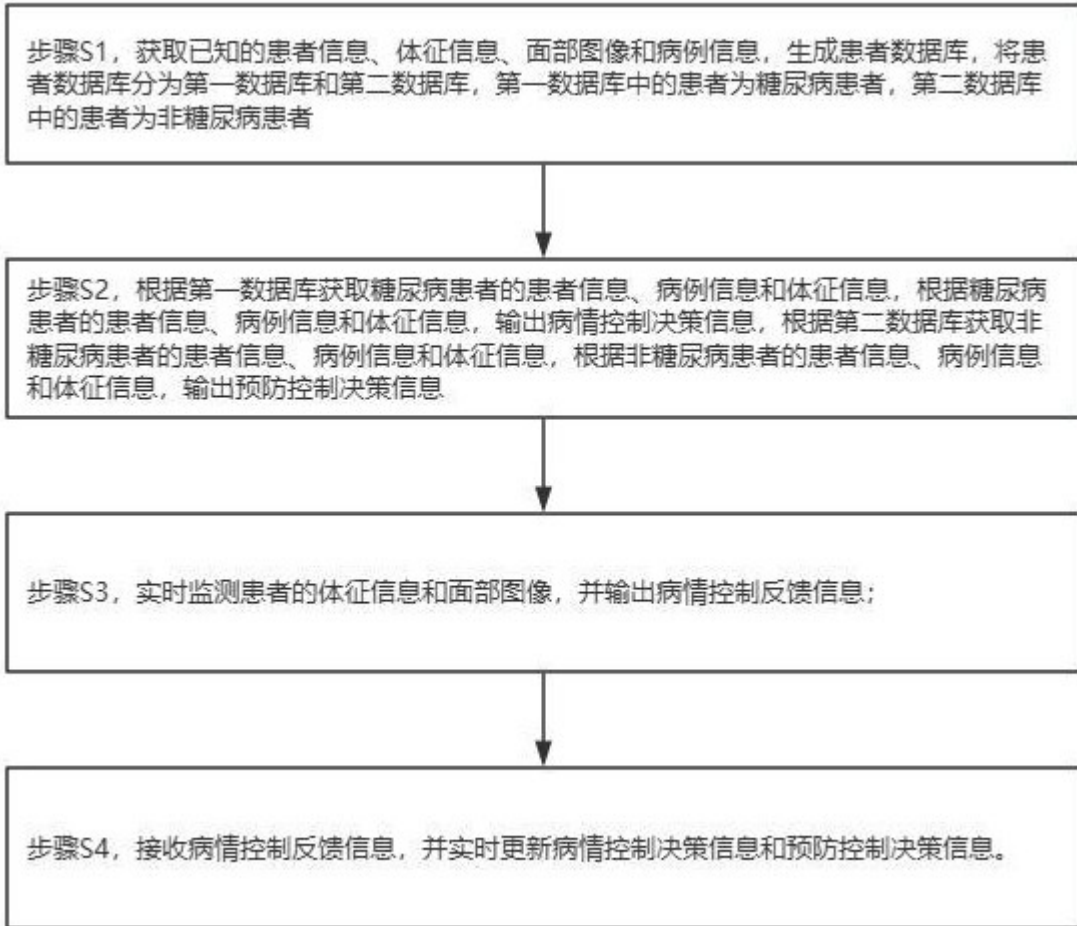 步骤S1，获取已知的患者信息、体征信息、面部图像和病例信息，生成患者数据库，将患
者数据库分为第一数据库和第二数据库，第一数据库中的患者为糖尿病患者，第二数据库
中的患者为非糖尿病患者
步骤S2，根据第一数据库获取糖尿病患者的患者信息、病例信息和体征信息，根据糖尿病
患者的患者信息、病例信息和体征信息，输出病情控制决策信息，根据第二数据库获取非
糖尿病患者的患者信息、病例信息和体征信息，根据非糖尿病患者的患者信息、病例信息
和体征信息，输出预防控制决策信息
步骤S3，实时监测患者的体征信息和面部图像，并输出病情控制反馈信息；
步骤S4，接收病情控制反馈信息，并实时更新病情控制决策信息和预防控制决策信息。